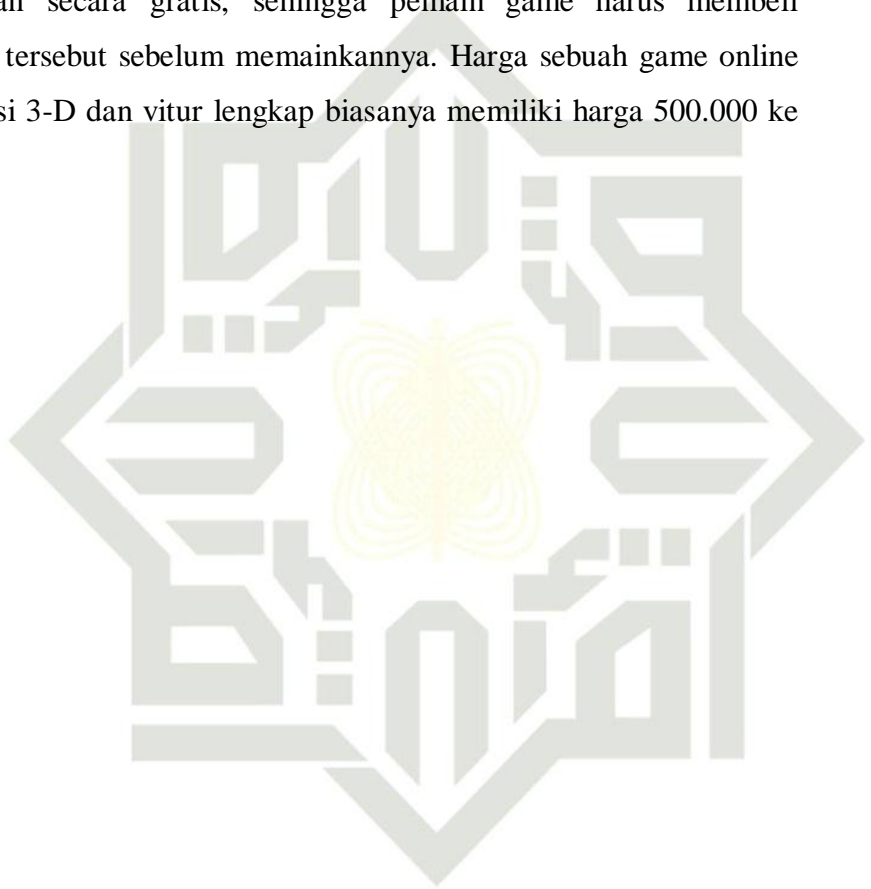 secara gratis, sehingga pemain game harus membeli
tersebut sebelum memainkannya. Harga sebuah game online
3-D dan vitur lengkap biasanya memiliki harga 500.000 ke